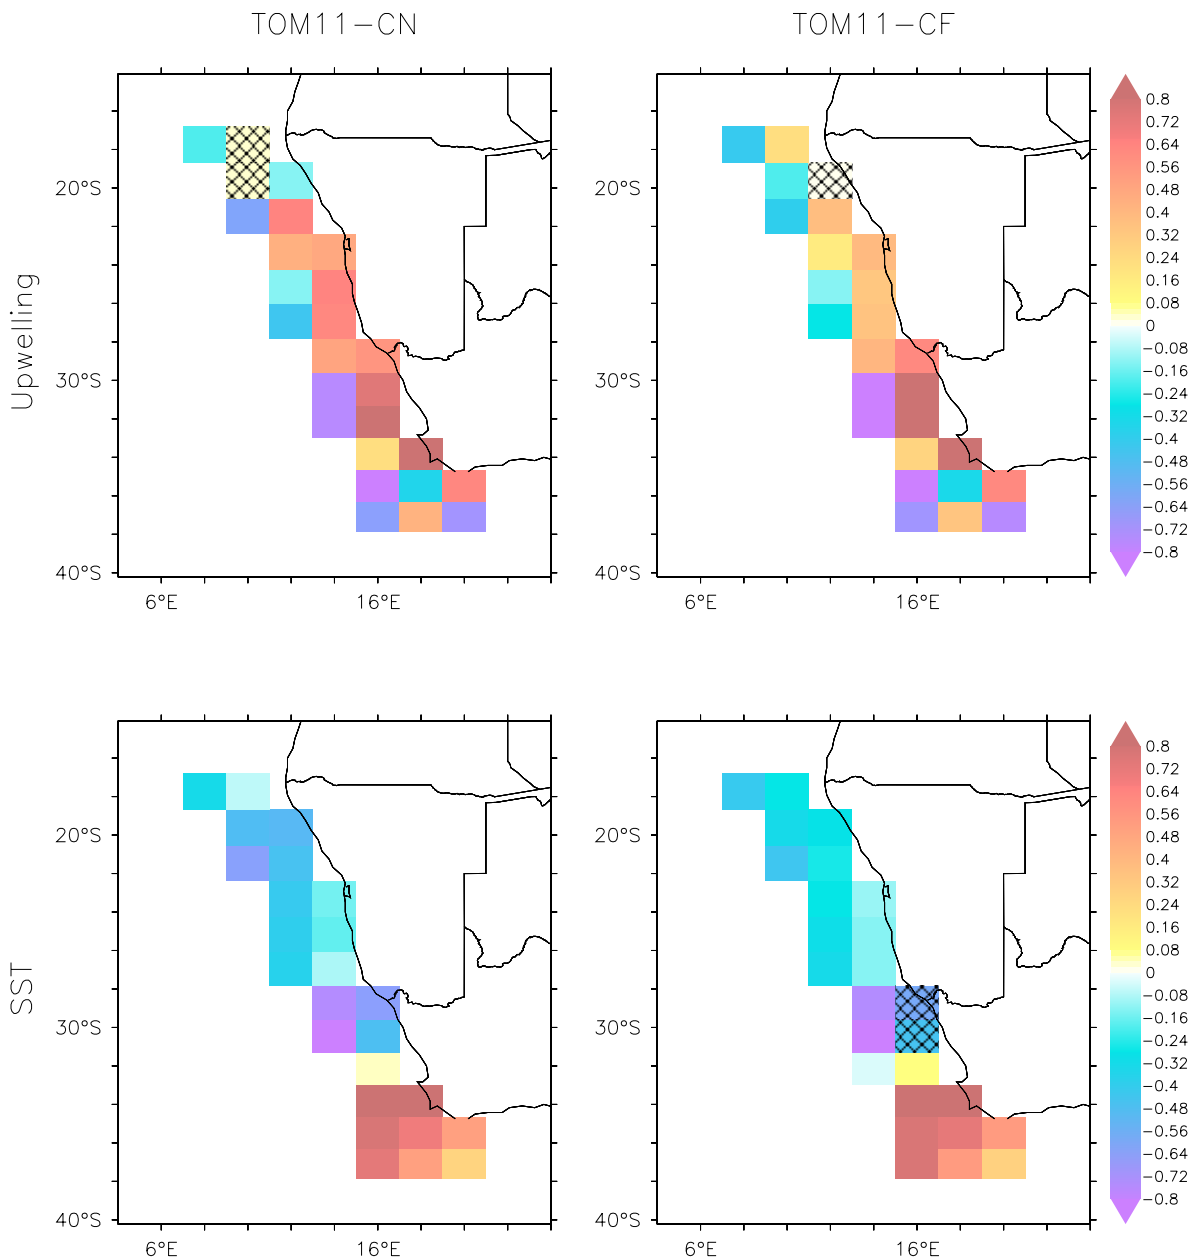 TOM11-CN
TOM11-CF
Upwelling
20°S
30°S
40°S
6°E
16°E
20°S
30°S
40°S
6°E
16°E
0.8
0.72
0.64
0.56
0.48
0.4
0.32
0.24
0.16
0.08
0
-0.08
-0.16
-0.24
-0.32
-0.4
-0.48
-0.56
-0.64
-0.72
-0.8
SST
20°S
30°S
40°S
6°E
16°E
20°S
30°S
40°S
6°E
16°E
0.8
0.72
0.64
0.56
0.48
0.4
0.32
0.24
0.16
0.08
0
-0.08
-0.16
-0.24
-0.32
-0.4
-0.48
-0.56
-0.64
-0.72
-0.8